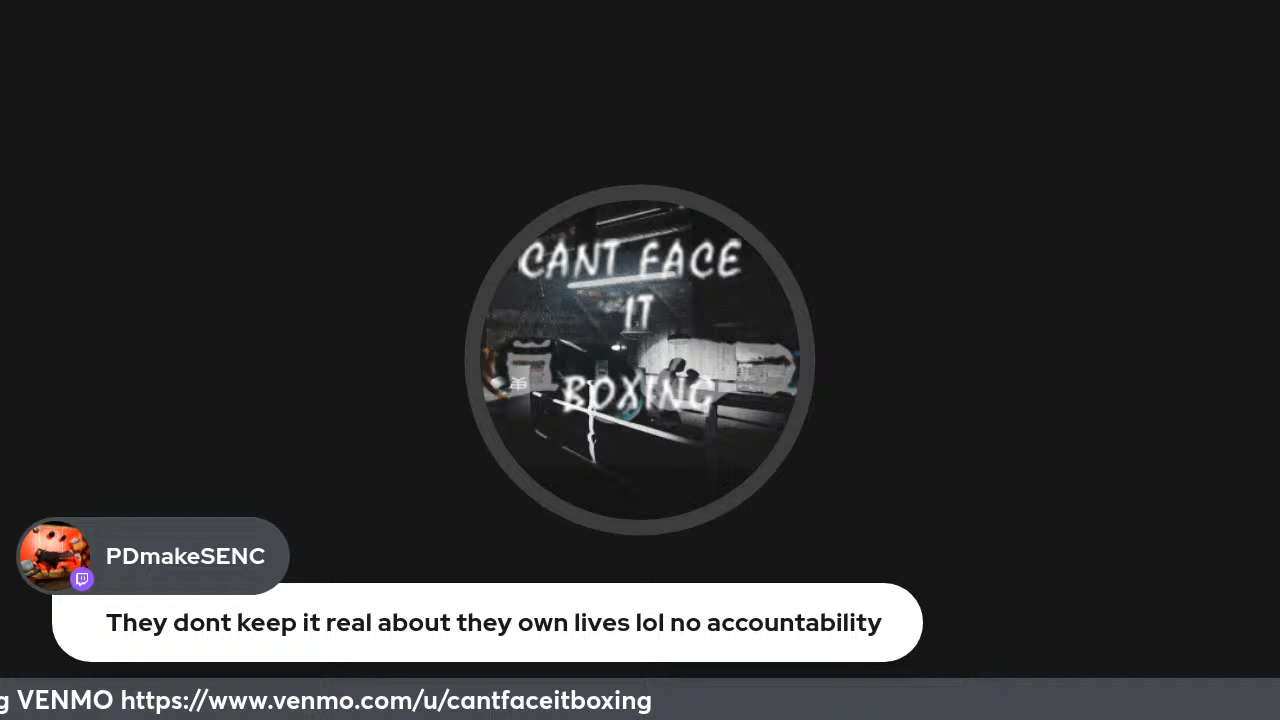 CANT FACE
IT
BOXING
PDmakeSENC
They dont keep it real about they own lives lol no accountability
g VENMO https://www.venmo.com/u/cantfaceitboxing